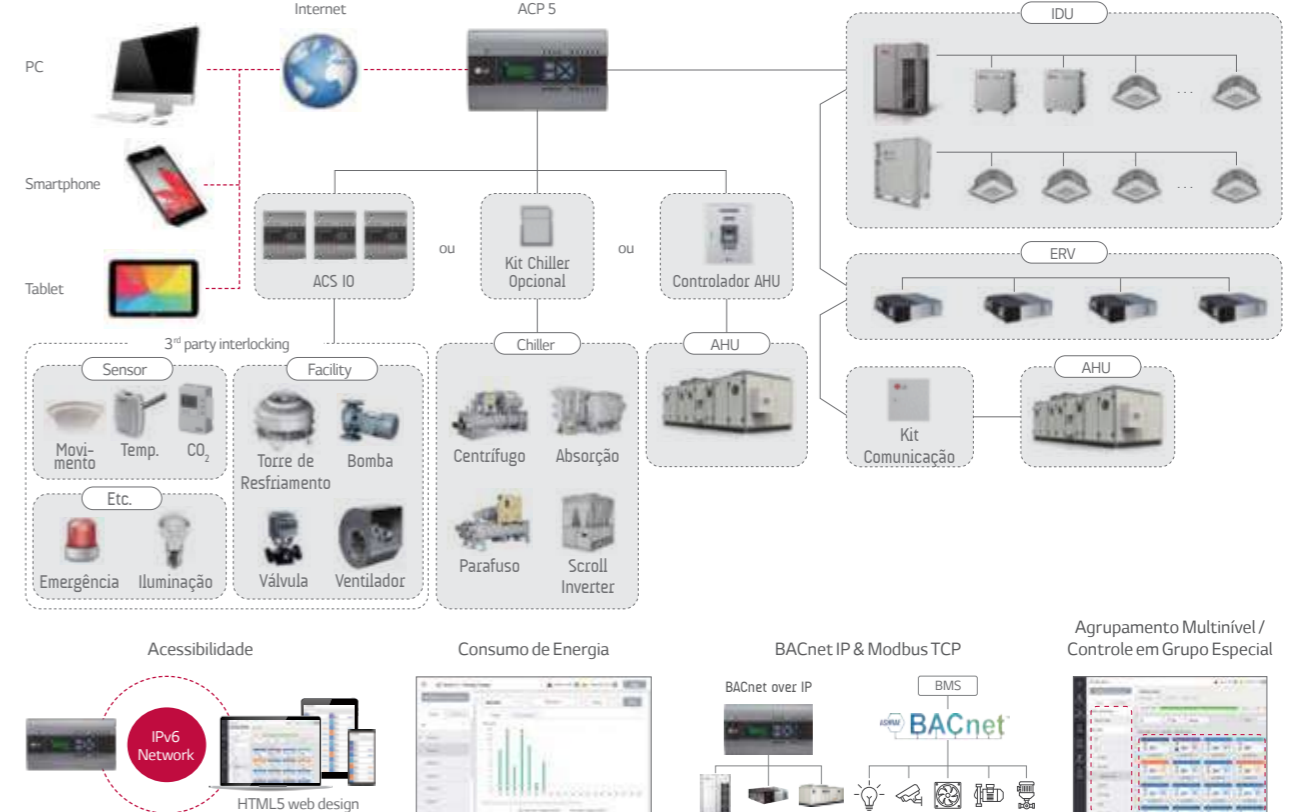 Internet
ACP 5
IDU
PC
Smartphone
Tablet
ACS IO
ou
Kit Chiller
Opcional
ou
Controlador AHU
ERV
3rd party interlocking
Sensor
Movi-
mento
Temp.
CO2
Etc.
Emergência
Iluminação
Facility
Torre de
Resfriamento
Bomba
Válvula
Ventilador
Chiller
Centrífugo
Absorção
Parafuso
Scroll
Inverter
AHU
Kit
Comunicação
AHU
Acessibilidade
IPv6
Network
HTML5 web design
Consumo de Energia
BACnet IP & Modbus TCP
BACnet over IP
BMS
ASHRAE BACnet
Agrupamento Multinível /
Controle em Grupo Especial